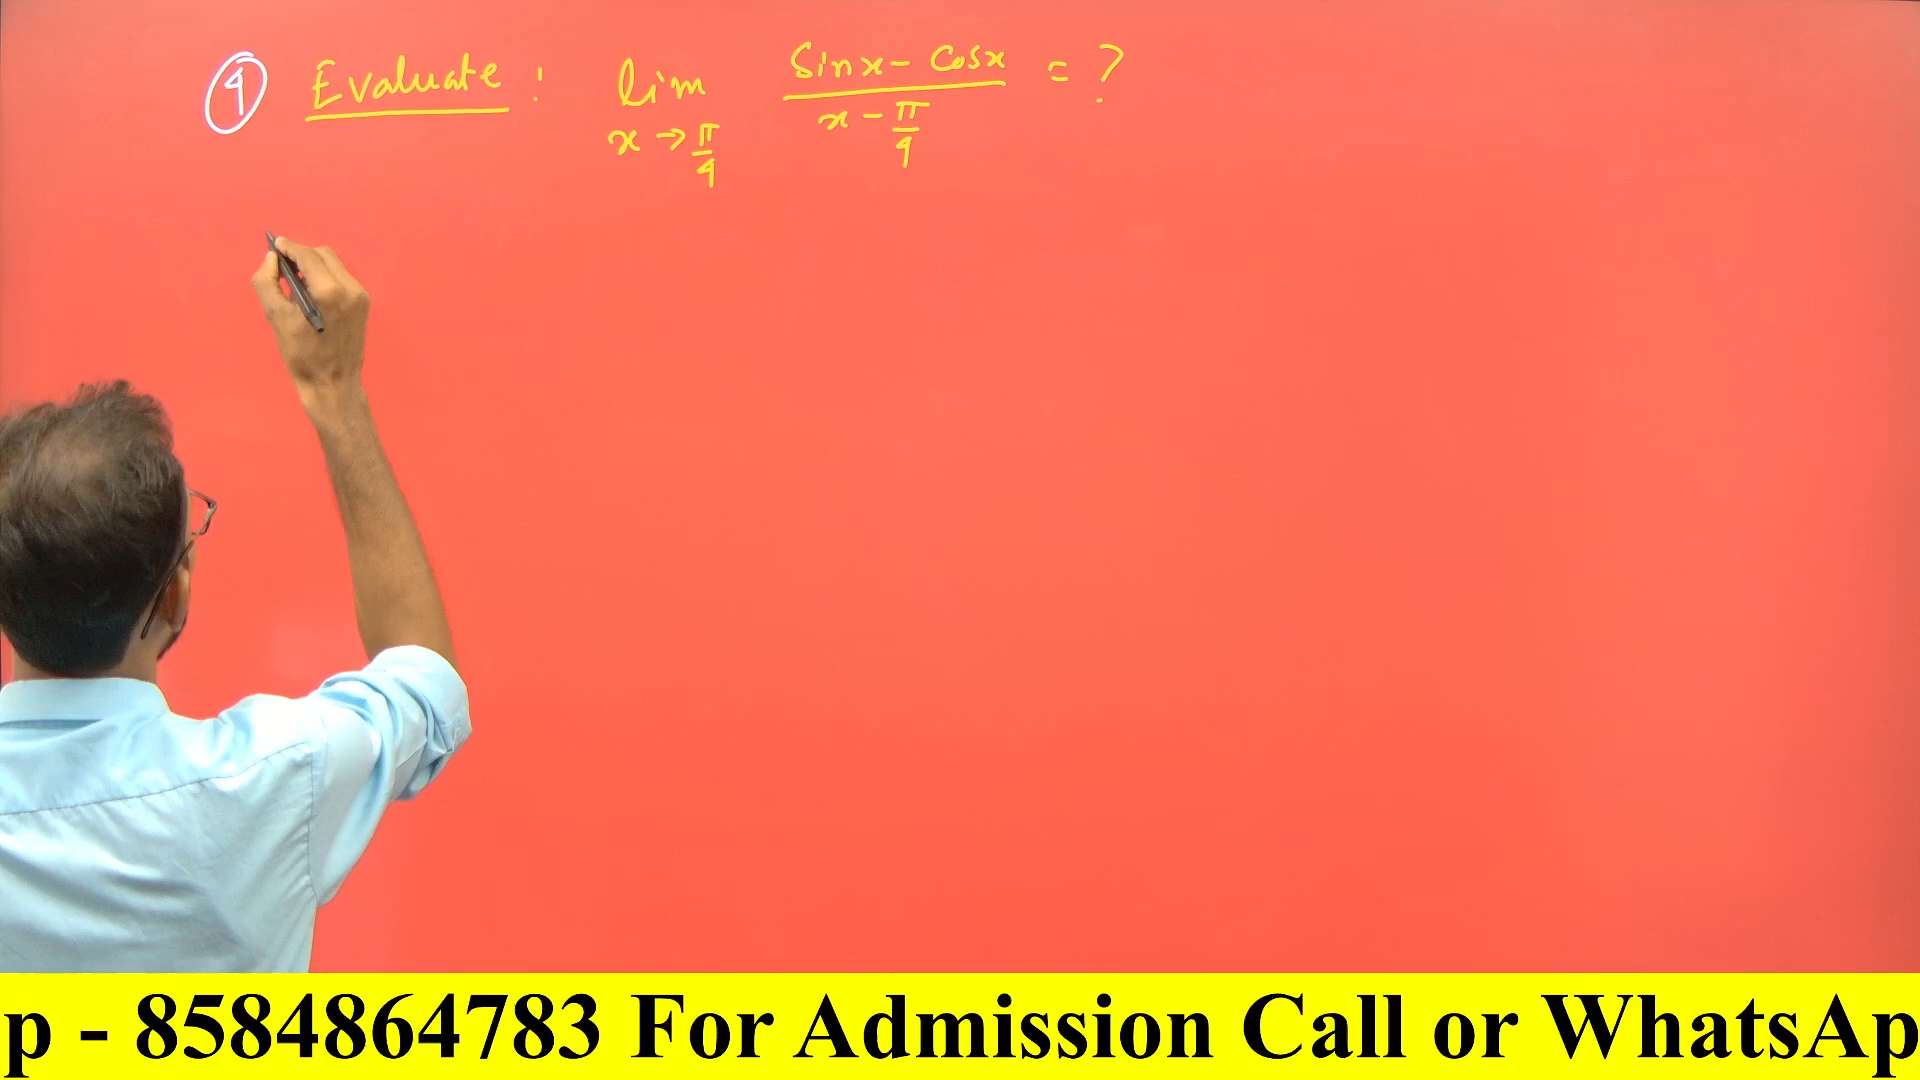 4 Evaluate : lim x→π/4 (Sinx - Cosx)/(x - π/4) = ?
p - 8584864783 For Admission Call or WhatsAp